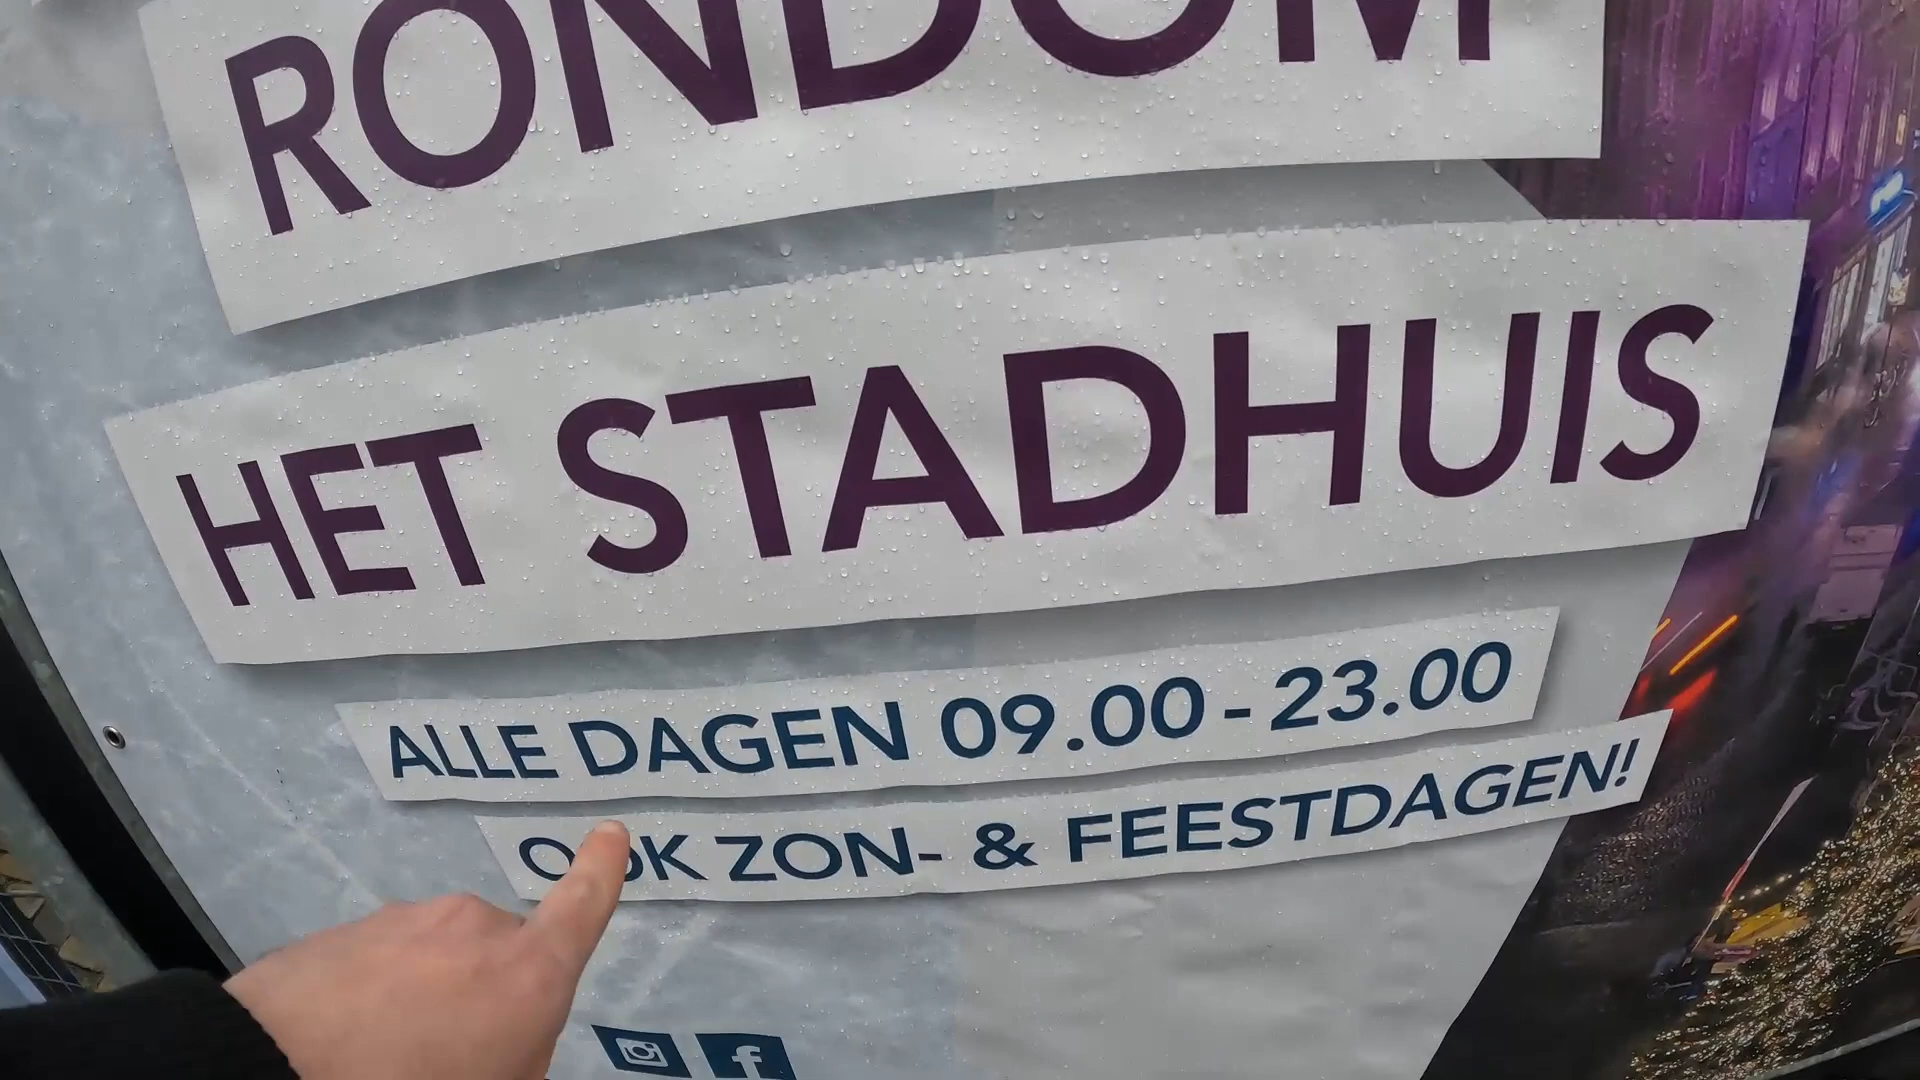 RONDOM
HET STADHUIS
ALLE DAGEN 09.00 - 23.00
OOK ZON- & FEESTDAGEN!